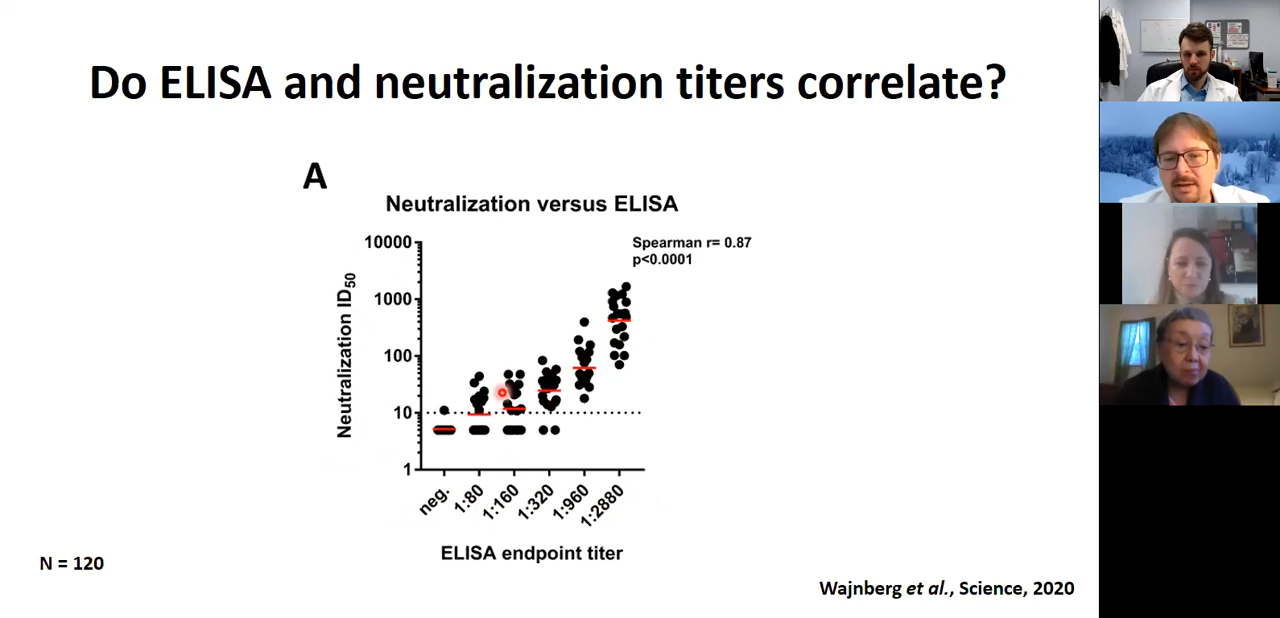 Do ELISA and neutralization titers correlate?
A
Neutralization versus ELISA
Spearman r= 0.87
p<0.0001
Neutralization ID50
10000
1000
100
10
1
neg.
1:80
1:160
1:320
1:960
1:2880
ELISA endpoint titer
N = 120
Wajnberg et al., Science, 2020